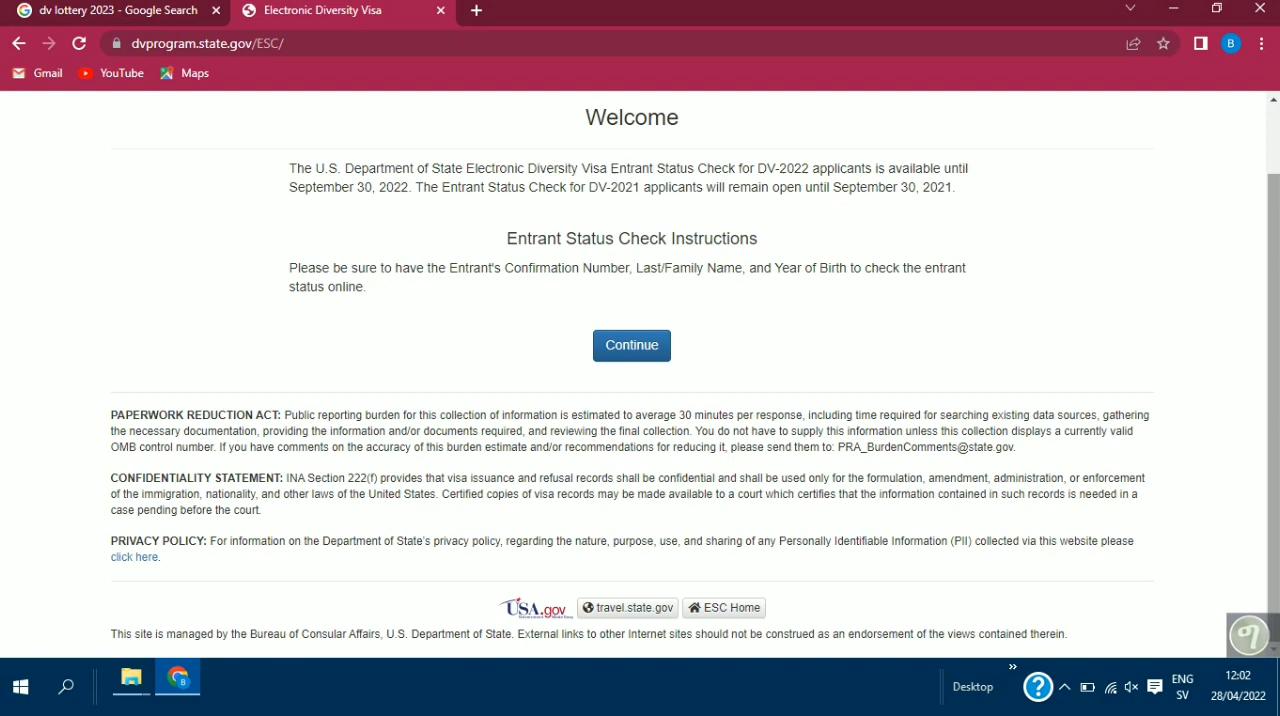 dv lottery 2023 - Google Search
Electronic Diversity Visa
dvprogram.state.gov/ESC/
B
Gmail
YouTube
Maps
Welcome
The U.S. Department of State Electronic Diversity Visa Entrant Status Check for DV-2022 applicants is available until
September 30, 2022. The Entrant Status Check for DV-2021 applicants will remain open until September 30, 2021.
Entrant Status Check Instructions
Please be sure to have the Entrant's Confirmation Number, Last/Family Name, and Year of Birth to check the entrant
status online.
Continue
PAPERWORK REDUCTION ACT: Public reporting burden for this collection of information is estimated to average 30 minutes per response, including time required for searching existing data sources, gathering
the necessary documentation, providing the information and/or documents required, and reviewing the final collection. You do not have to supply this information unless this collection displays a currently valid
OMB control number. If you have comments on the accuracy of this burden estimate and/or recommendations for reducing it, please send them to: PRA_BurdenComments@state.gov.
CONFIDENTIALITY STATEMENT: INA Section 222(f) provides that visa issuance and refusal records shall be confidential and shall be used only for the formulation, amendment, administration, or enforcement
of the immigration, nationality, and other laws of the United States. Certified copies of visa records may be made available to a court which certifies that the information contained in such records is needed in a
case pending before the court.
PRIVACY POLICY: For information on the Department of State's privacy policy, regarding the nature, purpose, use, and sharing of any Personally Identifiable Information (PII) collected via this website please
click here.
USA.gov
travel.state.gov
ESC Home
This site is managed by the Bureau of Consular Affairs, U.S. Department of State. External links to other Internet sites should not be construed as an endorsement of the views contained therein.
B
Desktop
ENG
SV
12:02
28/04/2022